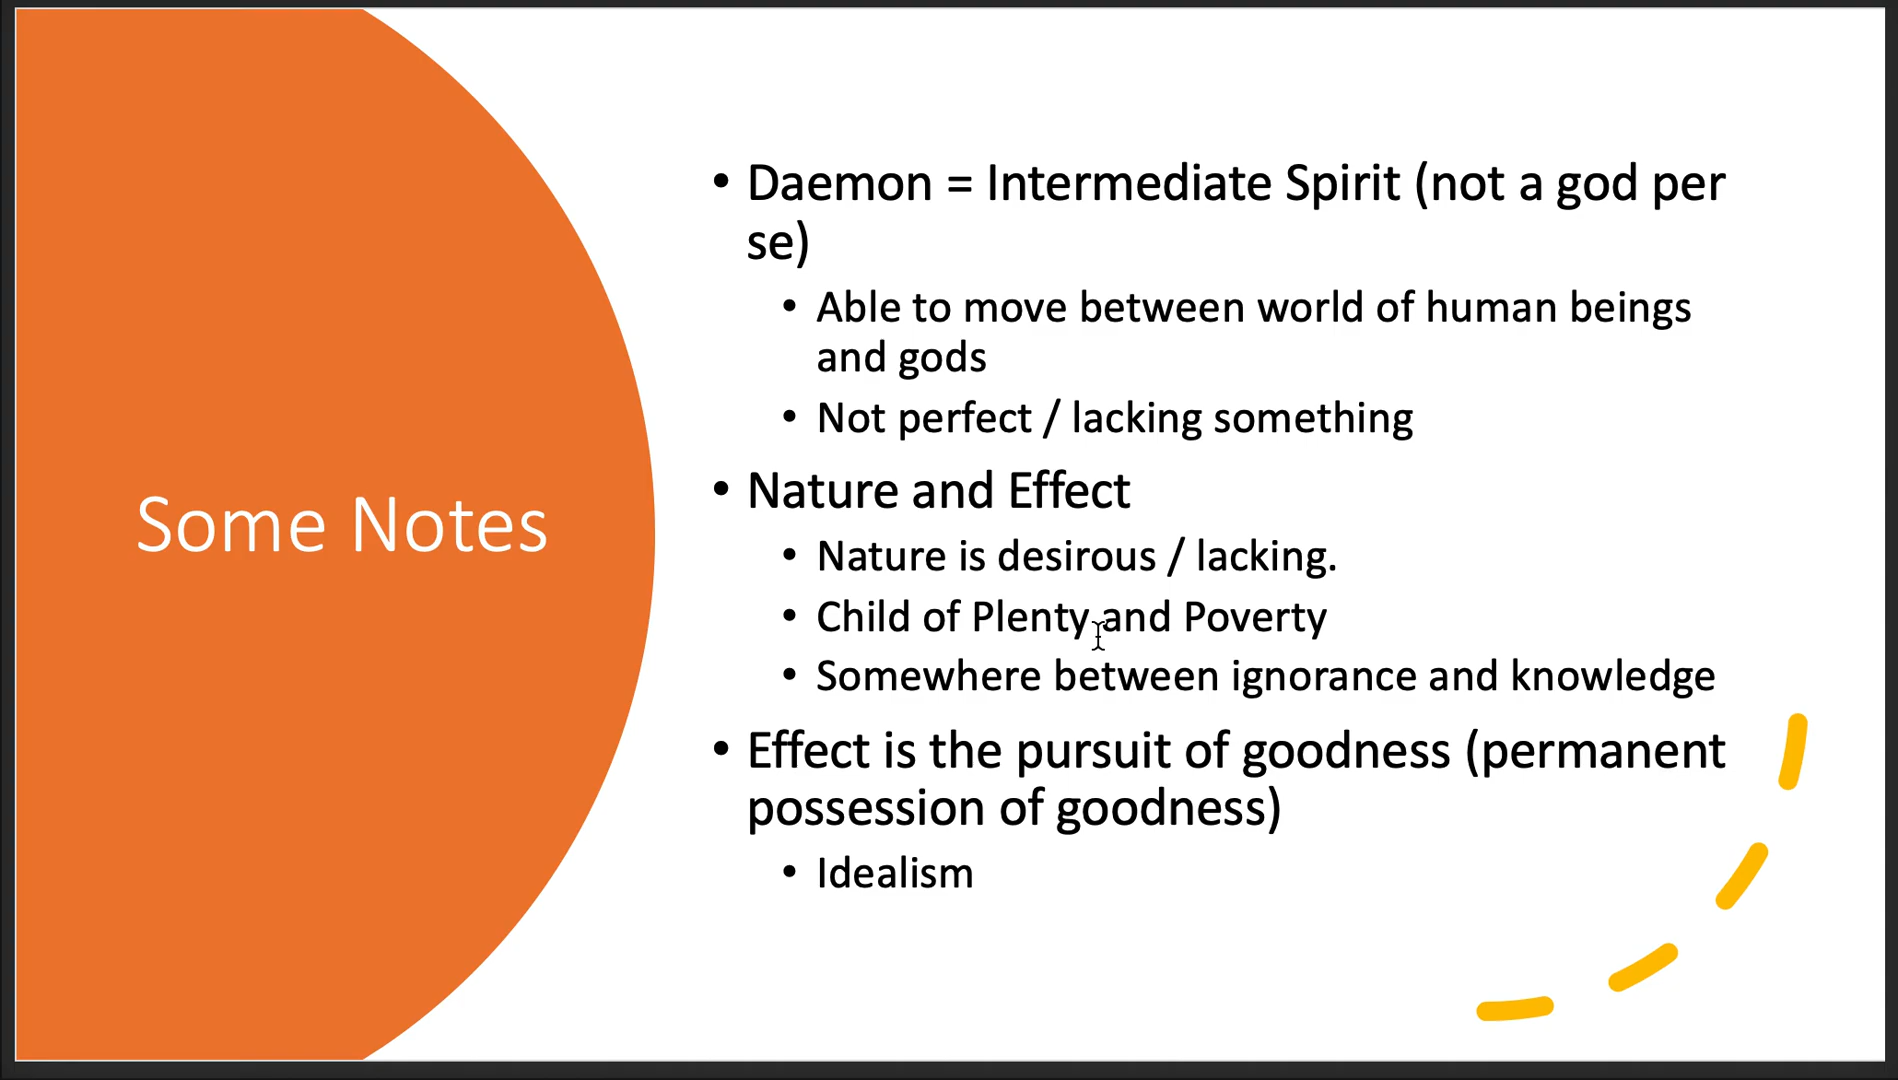 Some Notes
• Daemon = Intermediate Spirit (not a god per
se)
• Able to move between world of human beings
and gods
• Not perfect / lacking something
• Nature and Effect
• Nature is desirous / lacking.
• Child of Plenty and Poverty
• Somewhere between ignorance and knowledge
• Effect is the pursuit of goodness (permanent
possession of goodness)
• Idealism